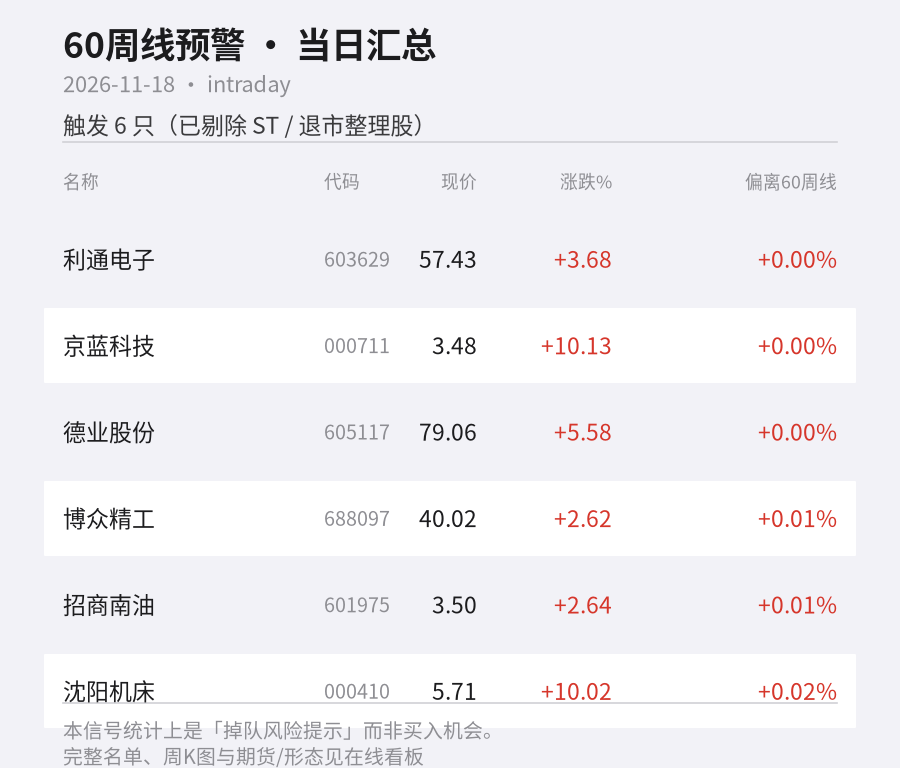 60周线预警 · 当日汇总
2026-11-18 · intraday
触发 6 只（已剔除 ST / 退市整理股）
名称 代码 现价 涨跌% 偏离60周线
利通电子 603629 57.43 +3.68 +0.00%
京蓝科技 000711 3.48 +10.13 +0.00%
德业股份 605117 79.06 +5.58 +0.00%
博众精工 688097 40.02 +2.62 +0.01%
招商南油 601975 3.50 +2.64 +0.01%
沈阳机床 000410 5.71 +10.02 +0.02%
本信号统计上是「掉队风险提示」而非买入机会。
完整名单、周K图与期货/形态见在线看板